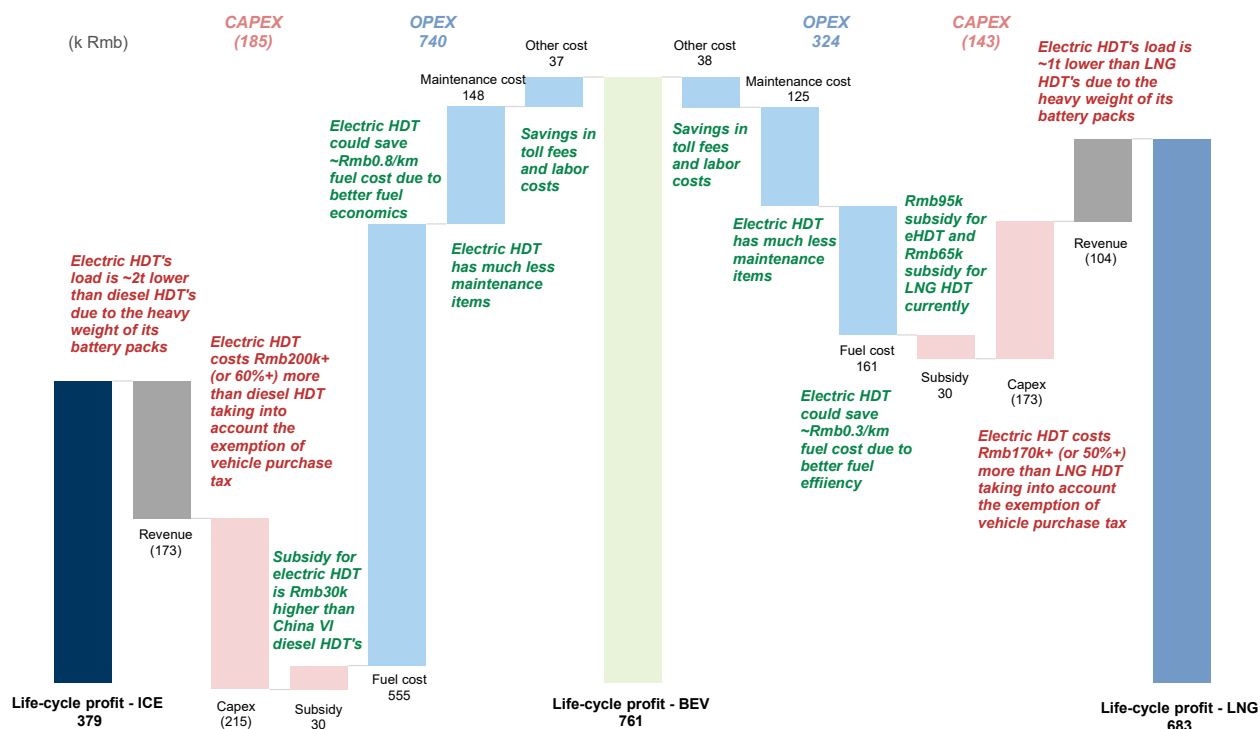 (k Rmb)
CAPEX
(185)
OPEX
740
Other cost
37
Other cost
38
OPEX
324
CAPEX
(143)
Electric HDT's load is
~1t lower than LNG
HDT's due to the
heavy weight of its
battery packs
Maintenance cost
148
Maintenance cost
125
Electric HDT
could save
~Rmb0.8/km
fuel cost due to
better fuel
economics
Savings in
toll fees
and labor
costs
Savings in
toll fees
and labor
costs
Electric HDT
has much less
maintenance
items
Electric HDT
has much less
maintenance
items
Rmb95k
subsidy for
eHDT and
Rmb65k
subsidy for
LNG HDT
currently
Revenue
(104)
Electric HDT's
load is ~2t lower
than diesel HDT's
due to the heavy
weight of its
battery packs
Electric HDT
costs Rmb200k+
(or 60%+) more
than diesel HDT
taking into
account the
exemption of
vehicle purchase
tax
Fuel cost
161
Subsidy
30
Capex
(173)
Electric HDT
could save
~Rmb0.3/km
fuel cost due to
better fuel
effiiency
Electric HDT costs
Rmb170k+ (or 50%+)
more than LNG HDT
taking into account
the exemption of
vehicle purchase tax
Revenue
(173)
Subsidy for
electric HDT
is Rmb30k
higher than
China VI
diesel HDT's
Fuel cost
555
Capex
(215)
Subsidy
30
Life-cycle profit - ICE
379
Life-cycle profit - BEV
761
Life-cycle profit - LNG
683